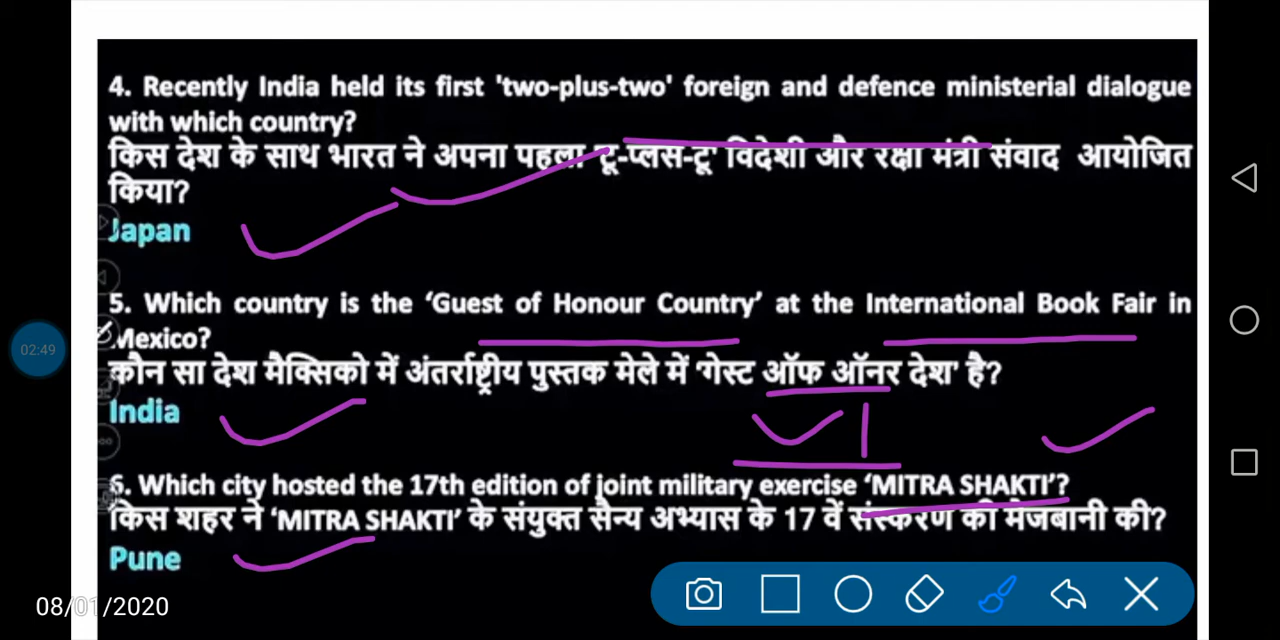 4. Recently India held its first 'two-plus-two' foreign and defence ministerial dialogue
with which country?
किस देश के साथ भारत ने अपना पहला टू-प्लस-टू' विदेशी और रक्षा मंत्री संवाद आयोजित
किया?
Japan
5. Which country is the ‘Guest of Honour Country’ at the International Book Fair in
Mexico?
कौन सा देश मैक्सिको में अंतर्राष्ट्रीय पुस्तक मेले में 'गेस्ट ऑफ ऑनर देश' है?
India
6. Which city hosted the 17th edition of joint military exercise ‘MITRA SHAKTI’?
किस शहर ने ‘MITRA SHAKTI’ के संयुक्त सैन्य अभ्यास के 17 वें संस्करण की मेजबानी की?
Pune
02:49
08/01/2020